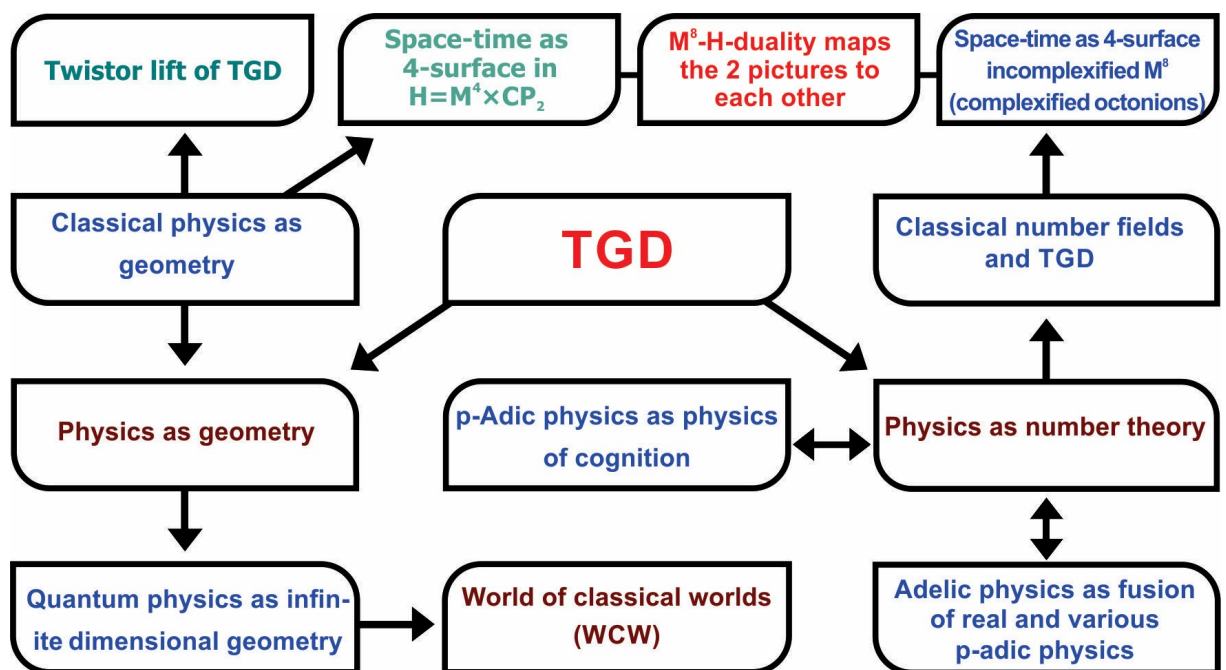 Twistor lift of TGD
Space-time as
4-surface in
H=M⁴×CP₂
M⁸-H-duality maps
the 2 pictures to
each other
Space-time as 4-surface
incomplexified M⁸
(complexified octonions)
Classical physics as
geometry
TGD
Classical number fields
and TGD
Physics as geometry
p-Adic physics as physics
of cognition
Physics as number theory
Quantum physics as infin-
ite dimensional geometry
World of classical worlds
(WCW)
Adelic physics as fusion
of real and various
p-adic physics